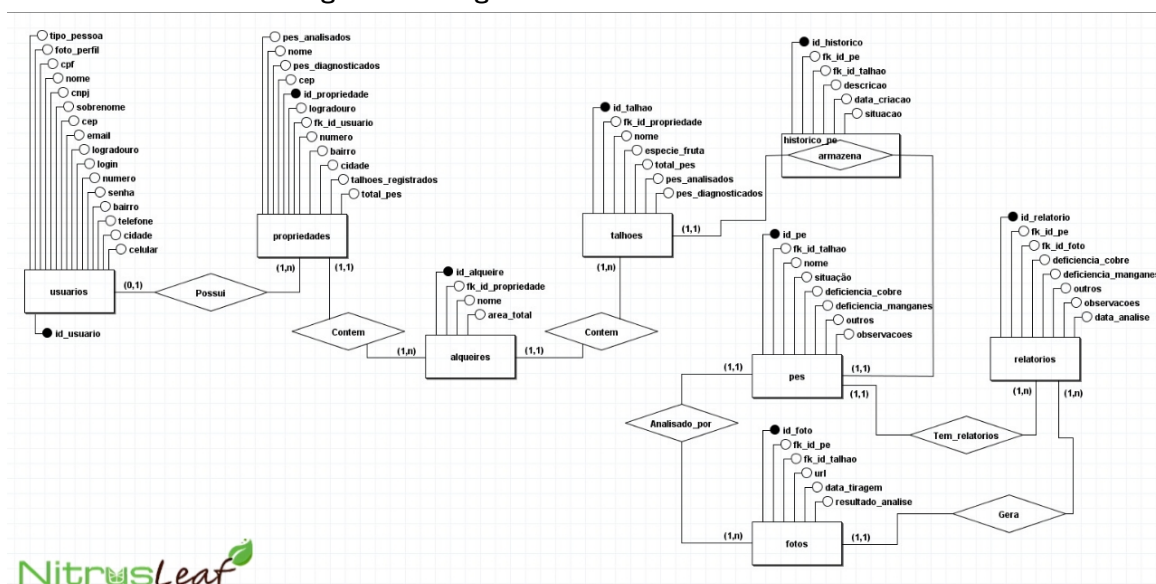 tipo_pessoa
foto_perfil
cpf
nome
cnpj
sobrenome
cep
email
logradouro
login
numero
senha
bairro
telefone
cidade
celular
usuarios
id_usuario
(0,1)
Possui
(1,n)
pes_analisados
nome
pes_diagnosticados
cep
id_propriedade
logradouro
fk_id_usuario
numero
bairro
cidade
talhoes_registrados
total_pes
propriedades
(1,1)
Contem
(1,n)
id_alqueire
fk_id_propriedade
nome
area_total
alqueires
(1,1)
Contem
(1,n)
id_talhao
fk_id_propriedade
nome
especie_fruta
total_pes
pes_analisados
pes_diagnosticados
talhoes
(1,1)
id_historico
fk_id_pe
fk_id_talhao
descricao
data_criacao
situacao
historico_pe
armazena
(1,1)
id_pe
fk_id_talhao
nome
situação
deficiencia_cobre
deficiencia_manganes
outros
observacoes
pes
(1,1)
Analisado_por
(1,n)
(1,1)
Tem_relatorios
(1,n)
id_relatorio
fk_id_pe
fk_id_foto
deficiencia_cobre
deficiencia_manganes
outros
observacoes
data_analise
relatorios
(1,n)
Gera
(1,1)
id_foto
fk_id_pe
fk_id_talhao
url
data_tiragem
resultado_analise
fotos
NitrusLeaf